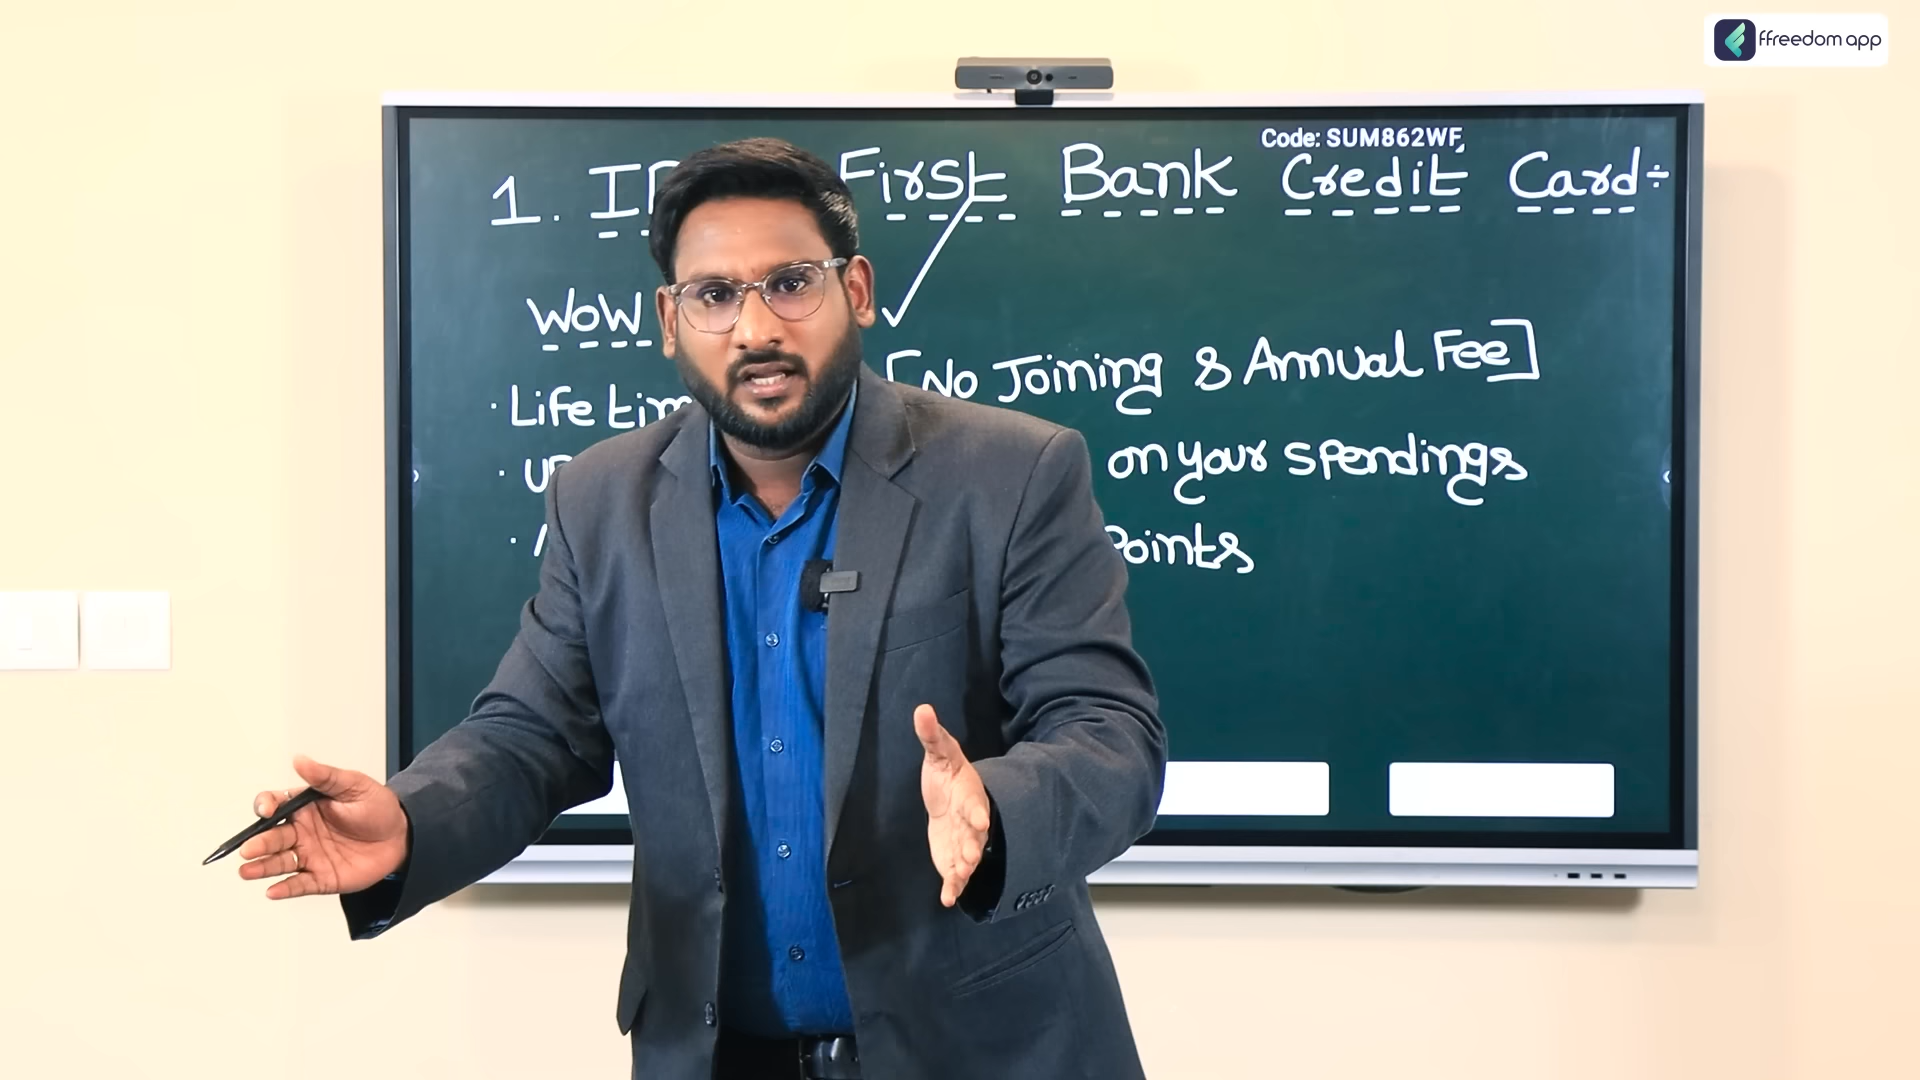 ffreedom app
Code: SUM862WF
1. First Bank Credit Card:
WOW
· Life [No Joining & Annual Fee]
· on your spendings
· Points